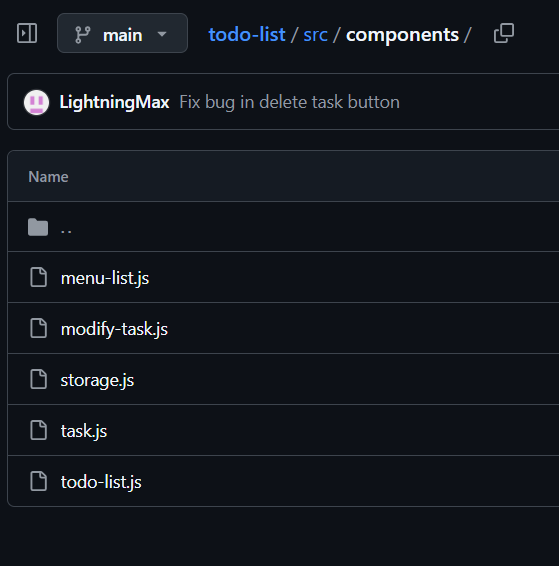 main todo-list / src / components /
LightningMax Fix bug in delete task button
Name
..
menu-list.js
modify-task.js
storage.js
task.js
todo-list.js